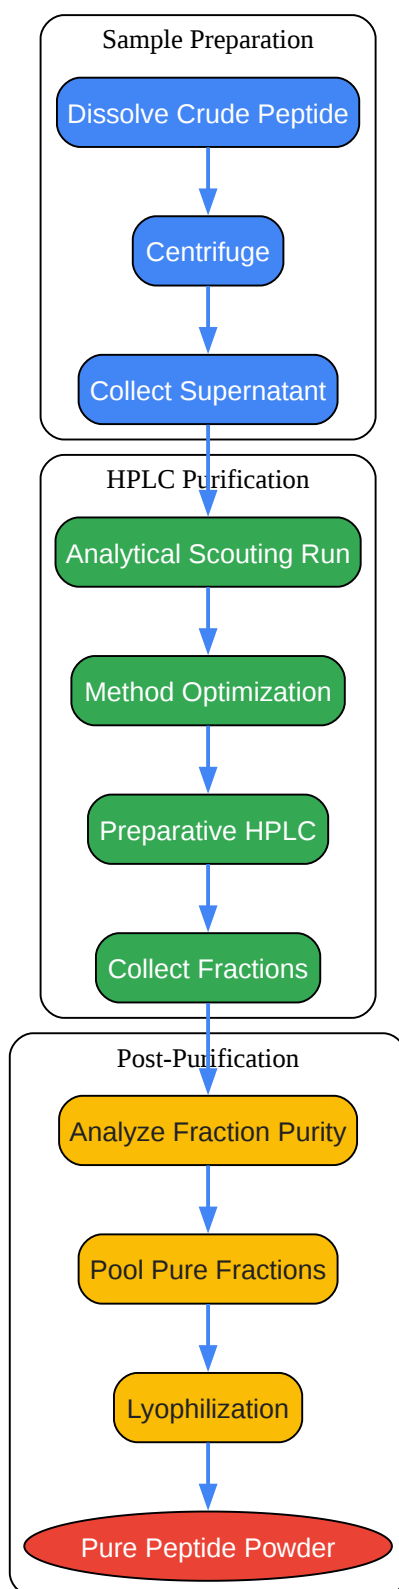 Sample Preparation
Dissolve Crude Peptide
Centrifuge
Collect Supernatant
HPLC Purification
Analytical Scouting Run
Method Optimization
Preparative HPLC
Collect Fractions
Post-Purification
Analyze Fraction Purity
Pool Pure Fractions
Lyophilization
Pure Peptide Powder